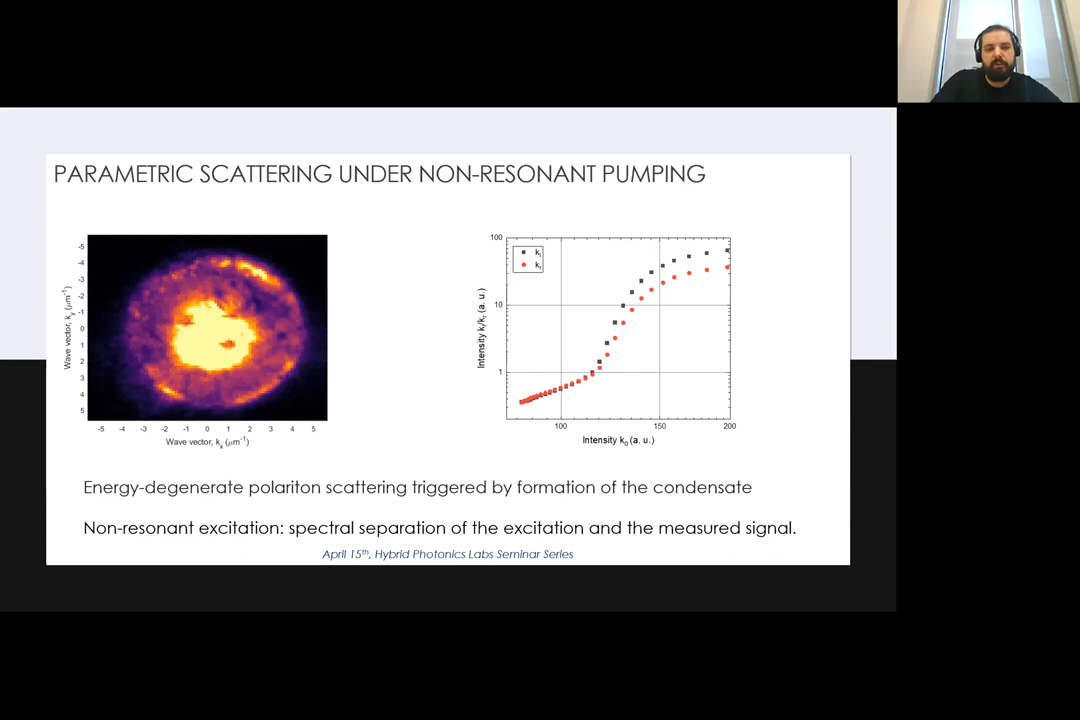 PARAMETRIC SCATTERING UNDER NON-RESONANT PUMPING
-5
-4
-3
-2
-1
0
1
2
3
4
5
Wave vector, k_y (μm⁻¹)
-5 -4 -3 -2 -1 0 1 2 3 4 5
Wave vector, k_x (μm⁻¹)
100
10
1
Intensity k_i/k_r (a. u.)
100 150 200
Intensity k_0 (a. u.)
Energy-degenerate polariton scattering triggered by formation of the condensate
Non-resonant excitation: spectral separation of the excitation and the measured signal.
April 15th, Hybrid Photonics Labs Seminar Series